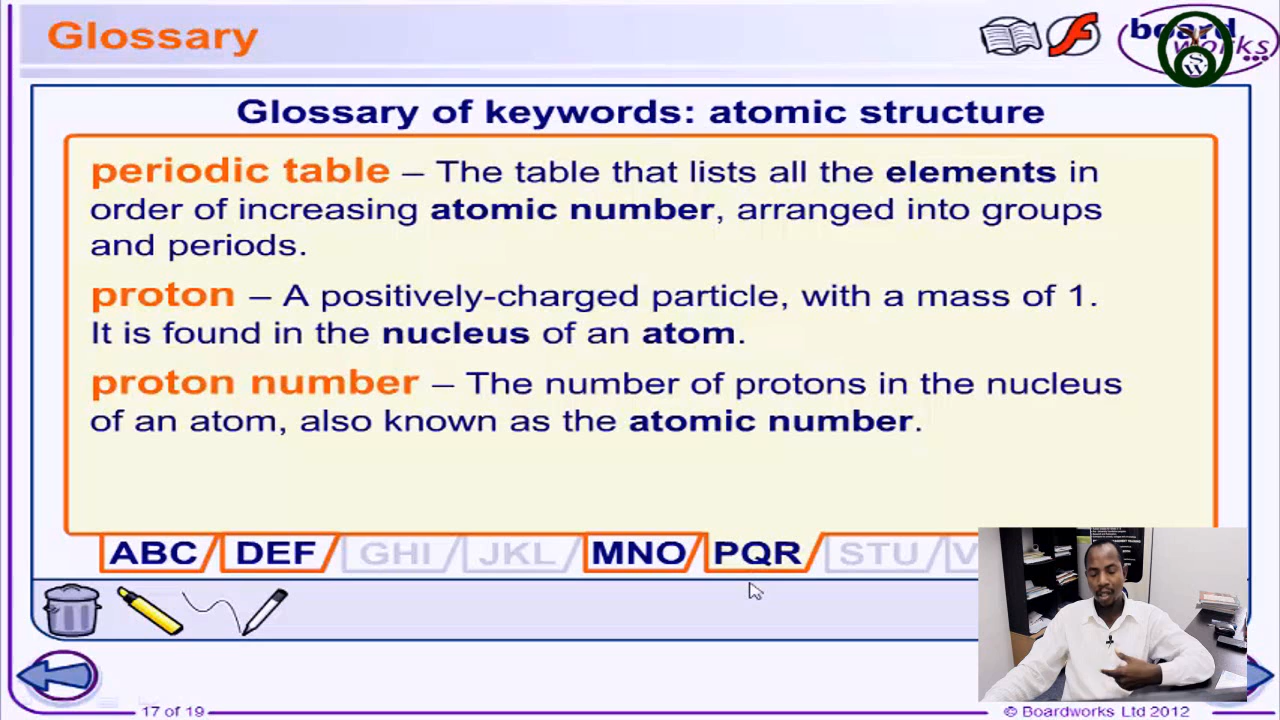 Glossary
board
works
Glossary of keywords: atomic structure
periodic table – The table that lists all the elements in
order of increasing atomic number, arranged into groups
and periods.
proton – A positively-charged particle, with a mass of 1.
It is found in the nucleus of an atom.
proton number – The number of protons in the nucleus
of an atom, also known as the atomic number.
ABC DEF GHI JKL MNO PQR STU
17 of 19
© Boardworks Ltd 2012